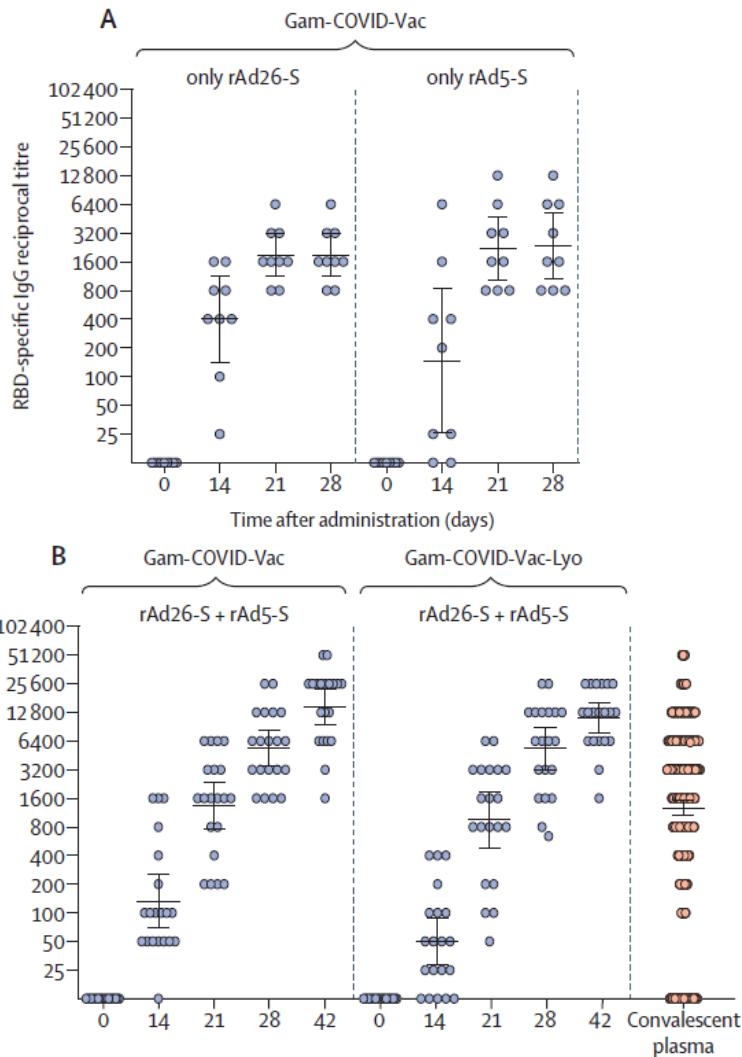 A
Gam-COVID-Vac
only rAd26-S
only rAd5-S
RBD-specific IgG reciprocal titre
102 400
51 200
25 600
12 800
6400
3200
1600
800
400
200
100
50
25
0 14 21 28 0 14 21 28
Time after administration (days)
B
Gam-COVID-Vac
Gam-COVID-Vac-Lyo
rAd26-S + rAd5-S
rAd26-S + rAd5-S
102 400
51 200
25 600
12 800
6400
3200
1600
800
400
200
100
50
25
0 14 21 28 42 0 14 21 28 42 Convalescent
plasma